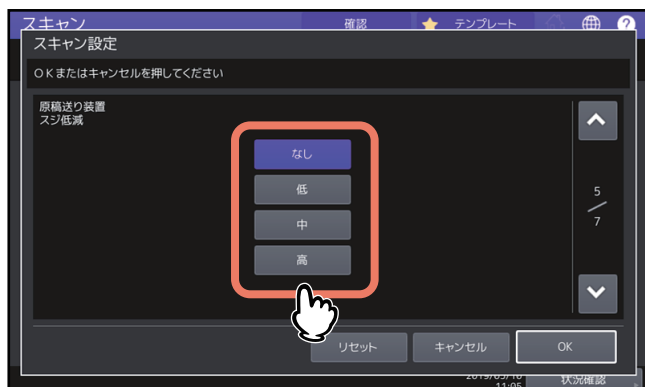 スキャン
確認
テンプレート
?
スキャン設定
OKまたはキャンセルを押してください
原稿送り装置
スジ低減
なし
低
中
高
5
7
リセット
キャンセル
OK
11:05
状況確認